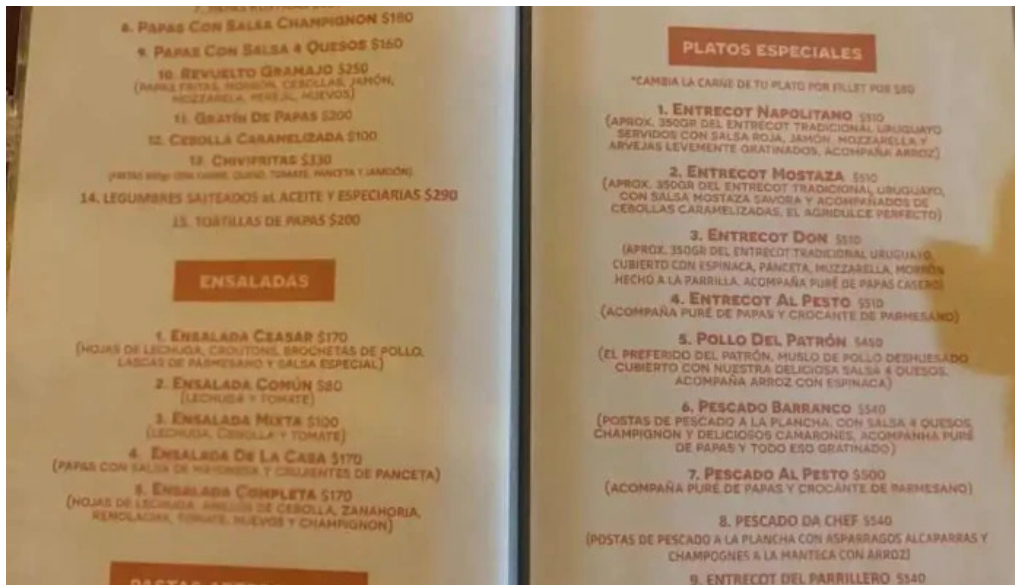 8. PAPAS CON SALSA CHAMPIGNON $180
9. PAPAS CON SALSA 4 QUESOS $160
10. REVUELTO GRAMAJO $250
(PAPAS FRITAS, MORRÓN, CEBOLLAS, JAMÓN,
MOZZARELA, PEREJIL, HUEVOS)
11. GRATÍN DE PAPAS $200
12. CEBOLLA CARAMELIZADA $100
13. CHIVIFRITAS $330
CARNE, QUESO, TOMATE, PANCETA Y JAMÓN)
14. LEGUMBRES SALTEADOS aL ACEITE Y ESPECIARIAS $290
15. TORTILLAS DE PAPAS $200
ENSALADAS
1. ENSALADA CEASAR $170
(HOJAS DE LECHUGA, CROUTONS, BROCHETAS DE POLLO,
LASCAS DE PARMESANO Y SALSA ESPECIAL)
2. ENSALADA COMÚN $80
(LECHUGA Y TOMATE)
3. ENSALADA MIXTA $100
(LECHUGA, CEBOLLA Y TOMATE)
4. ENSALADA DE LA CASA $170
(PAPAS CON SALSA DE MAYONESA Y CRUJIENTES DE PANCETA)
5. ENSALADA COMPLETA $170
(HOJAS DE LECHUGA, ANILLOS DE CEBOLLA, ZANAHORIA,
REMOLACHA, TOMATE, HUEVOS Y CHAMPIGNON)
PLATOS ESPECIALES
*CAMBIA LA CARNE DE TU PLATO POR FILLET POR $80
1. ENTRECOT NAPOLITANO $510
(APROX. 350GR DEL ENTRECOT TRADICIONAL URUGUAYO
SERVIDOS CON SALSA ROJA, JAMÓN, MOZZARELLA Y
ARVEJAS LEVEMENTE GRATINADOS, ACOMPAÑA ARROZ)
2. ENTRECOT MOSTAZA $510
(APROX. 350GR DEL ENTRECOT TRADICIONAL URUGUAYO,
CON SALSA MOSTAZA SAVORA Y ACOMPAÑADOS DE
CEBOLLAS CARAMELIZADAS, EL AGRIDULCE PERFECTO)
3. ENTRECOT DON $510
(APROX. 350GR DEL ENTRECOT TRADICIONAL URUGUAYO,
CUBIERTO CON ESPINACA, PANCETA, MUZZARELLA, MORRÓN
HECHO A LA PARRILLA, ACOMPAÑA PURÉ DE PAPAS CASERO)
4. ENTRECOT AL PESTO $510
(ACOMPAÑA PURÉ DE PAPAS Y CROCANTE DE PARMESANO)
5. POLLO DEL PATRÓN $450
(EL PREFERIDO DEL PATRÓN, MUSLO DE POLLO DESHUESADO
CUBIERTO CON NUESTRA DELICIOSA SALSA 4 QUESOS,
ACOMPAÑA ARROZ CON ESPINACA)
6. PESCADO BARRANCO $540
(POSTAS DE PESCADO A LA PLANCHA, CON SALSA 4 QUESOS,
CHAMPIGNON Y DELICIOSOS CAMARONES, ACOMPANHA PURÉ
DE PAPAS Y TODO ESO GRATINADO)
7. PESCADO AL PESTO $500
(ACOMPAÑA PURÉ DE PAPAS Y CROCANTE DE PARMESANO)
8. PESCADO DA CHEF $540
(POSTAS DE PESCADO A LA PLANCHA CON ASPARRAGOS ALCAPARRAS Y
CHAMPOGNES A LA MANTECA CON ARROZ)
9. ENTRECOT DEL PARRILLERO $540